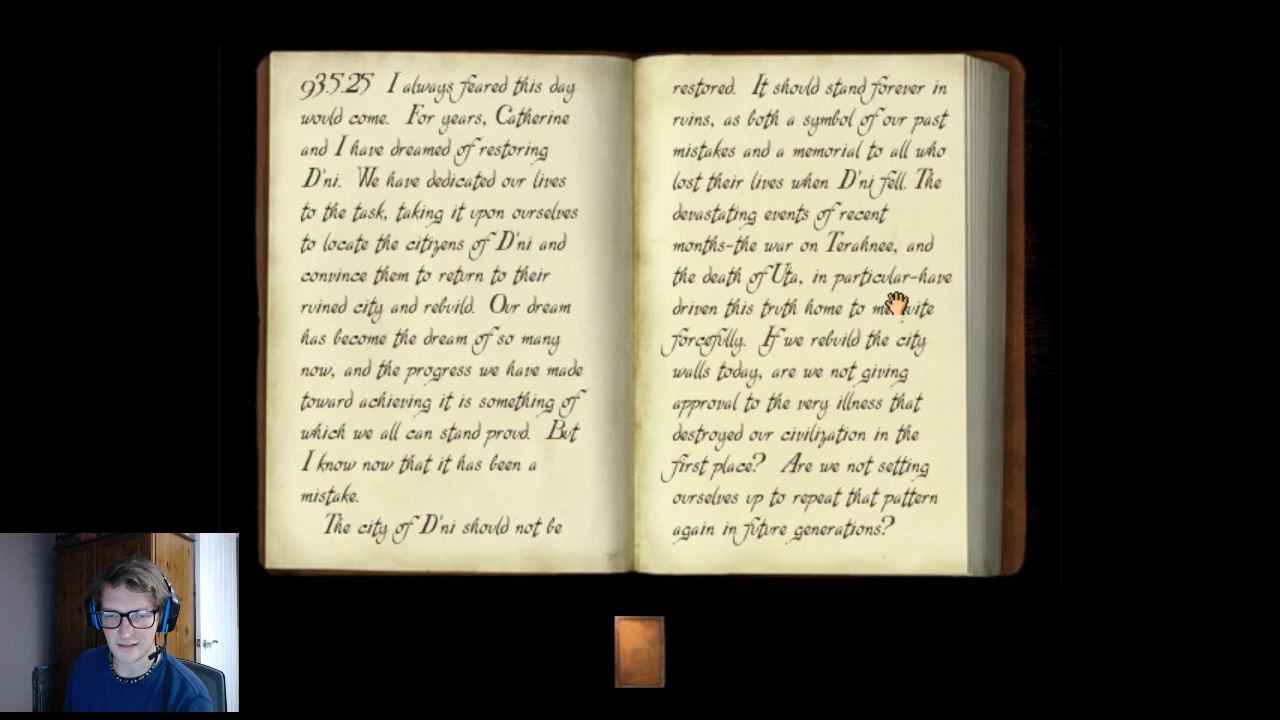 93.5.25 I always feared this day
would come. For years, Catherine
and I have dreamed of restoring
D'ni. We have dedicated our lives
to the task, taking it upon ourselves
to locate the citizens of D'ni and
convince them to return to their
ruined city and rebuild. Our dream
has become the dream of so many
now, and the progress we have made
toward achieving it is something of
which we all can stand proud. But
I know now that it has been a
mistake.
The city of D'ni should not be
restored. It should stand forever in
ruins, as both a symbol of our past
mistakes and a memorial to all who
lost their lives when D'ni fell. The
devastating events of recent
months-the war on Terahnee, and
the death of Uta, in particular-have
driven this truth home to me quite
forcefully. If we rebuild the city
walls today, are we not giving
approval to the very illness that
destroyed our civilization in the
first place? Are we not setting
ourselves up to repeat that pattern
again in future generations?